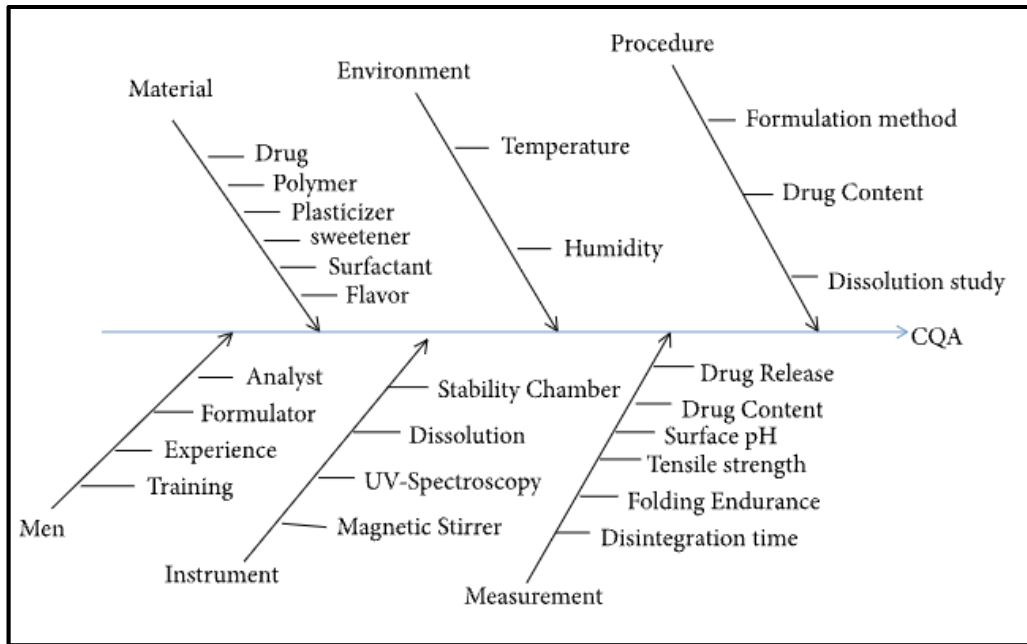 Material
Drug
Polymer
Plasticizer
sweetener
Surfactant
Flavor
Environment
Temperature
Humidity
Procedure
Formulation method
Drug Content
Dissolution study
CQA
Men
Analyst
Formulator
Experience
Training
Instrument
Stability Chamber
Dissolution
UV-Spectroscopy
Magnetic Stirrer
Measurement
Drug Release
Drug Content
Surface pH
Tensile strength
Folding Endurance
Disintegration time